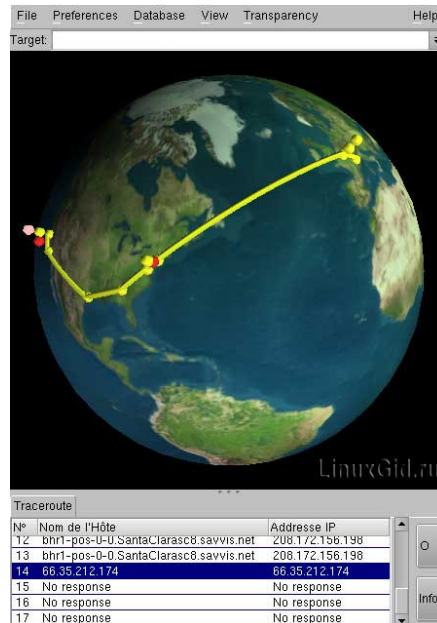 File Preferences Database View Transparency Help
Target:
LinuxGid.ru
Traceroute
Nº Nom de l'Hôte Addresse IP
12 bhr1-pos-0-0.SantaClarasc8.savvis.net 208.172.156.198
13 bhr1-pos-0-0.SantaClarasc8.savvis.net 208.172.156.198
14 66.35.212.174 66.35.212.174
15 No response No response
16 No response No response
17 No response No response
O
Info